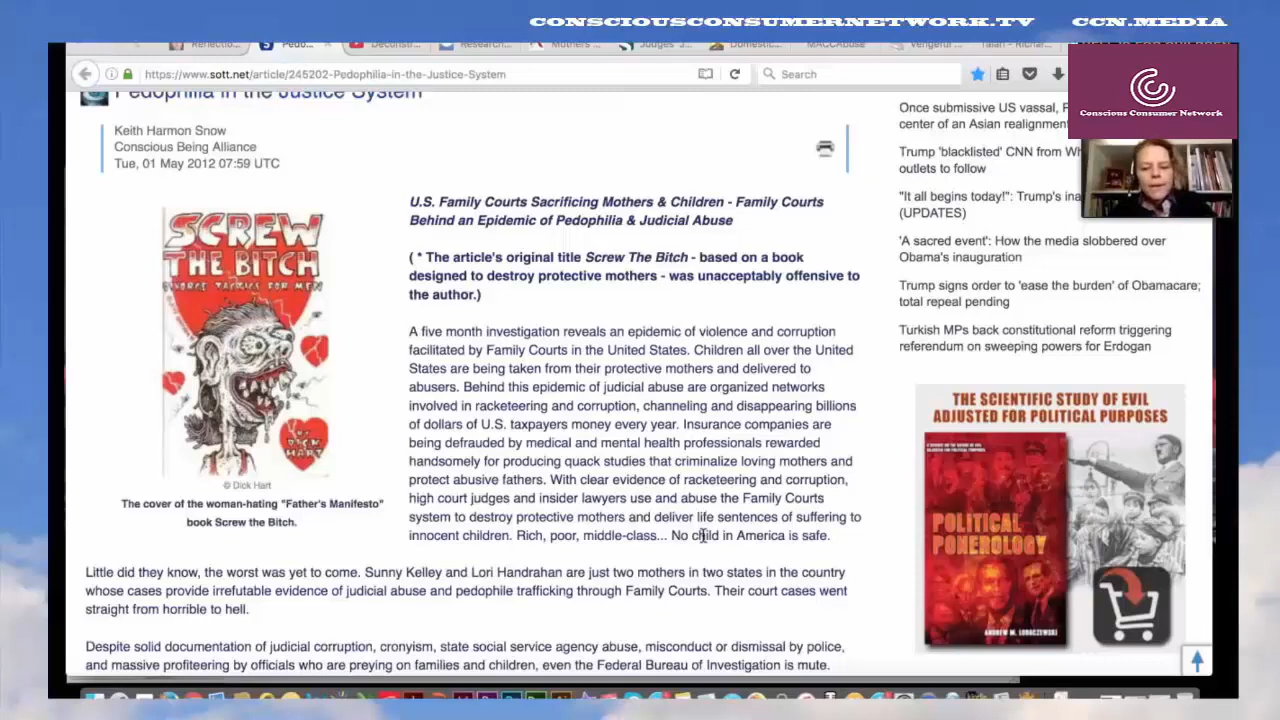 CONSCIOUSCONSUMERNETWORK.TV CCN.MEDIA
Reflectio...
Pedo...
Deconstr...
Research...
Mothers
Judges J...
Domestic...
MACCAbuse
Vengeful
https://www.sott.net/article/245202-Pedophilia-in-the-Justice-System
Search
Conscious Consumer Network
Pedophilia in the Justice System
Keith Harmon Snow
Conscious Being Alliance
Tue, 01 May 2012 07:59 UTC
SCREW
THE BITCH
DIVORCE TACTICS FOR MEN
BY DICK
HART
© Dick Hart
The cover of the woman-hating "Father's Manifesto"
book Screw the Bitch.
U.S. Family Courts Sacrificing Mothers & Children - Family Courts
Behind an Epidemic of Pedophilia & Judicial Abuse
( * The article's original title Screw The Bitch - based on a book
designed to destroy protective mothers - was unacceptably offensive to
the author.)
A five month investigation reveals an epidemic of violence and corruption
facilitated by Family Courts in the United States. Children all over the United
States are being taken from their protective mothers and delivered to
abusers. Behind this epidemic of judicial abuse are organized networks
involved in racketeering and corruption, channeling and disappearing billions
of dollars of U.S. taxpayers money every year. Insurance companies are
being defrauded by medical and mental health professionals rewarded
handsomely for producing quack studies that criminalize loving mothers and
protect abusive fathers. With clear evidence of racketeering and corruption,
high court judges and insider lawyers use and abuse the Family Courts
system to destroy protective mothers and deliver life sentences of suffering to
innocent children. Rich, poor, middle-class... No child in America is safe.
Little did they know, the worst was yet to come. Sunny Kelley and Lori Handrahan are just two mothers in two states in the country
whose cases provide irrefutable evidence of judicial abuse and pedophile trafficking through Family Courts. Their court cases went
straight from horrible to hell.
Despite solid documentation of judicial corruption, cronyism, state social service agency abuse, misconduct or dismissal by police,
and massive profiteering by officials who are preying on families and children, even the Federal Bureau of Investigation is mute.
Once submissive US vassal,
center of an Asian realignment
Trump 'blacklisted' CNN from
outlets to follow
"It all begins today!": Trump's
(UPDATES)
'A sacred event': How the media slobbered over
Obama's inauguration
Trump signs order to 'ease the burden' of Obamacare;
total repeal pending
Turkish MPs back constitutional reform triggering
referendum on sweeping powers for Erdogan
THE SCIENTIFIC STUDY OF EVIL
ADJUSTED FOR POLITICAL PURPOSES
POLITICAL
PONEROLOGY
ANDREW M. LOBACZEWSKI